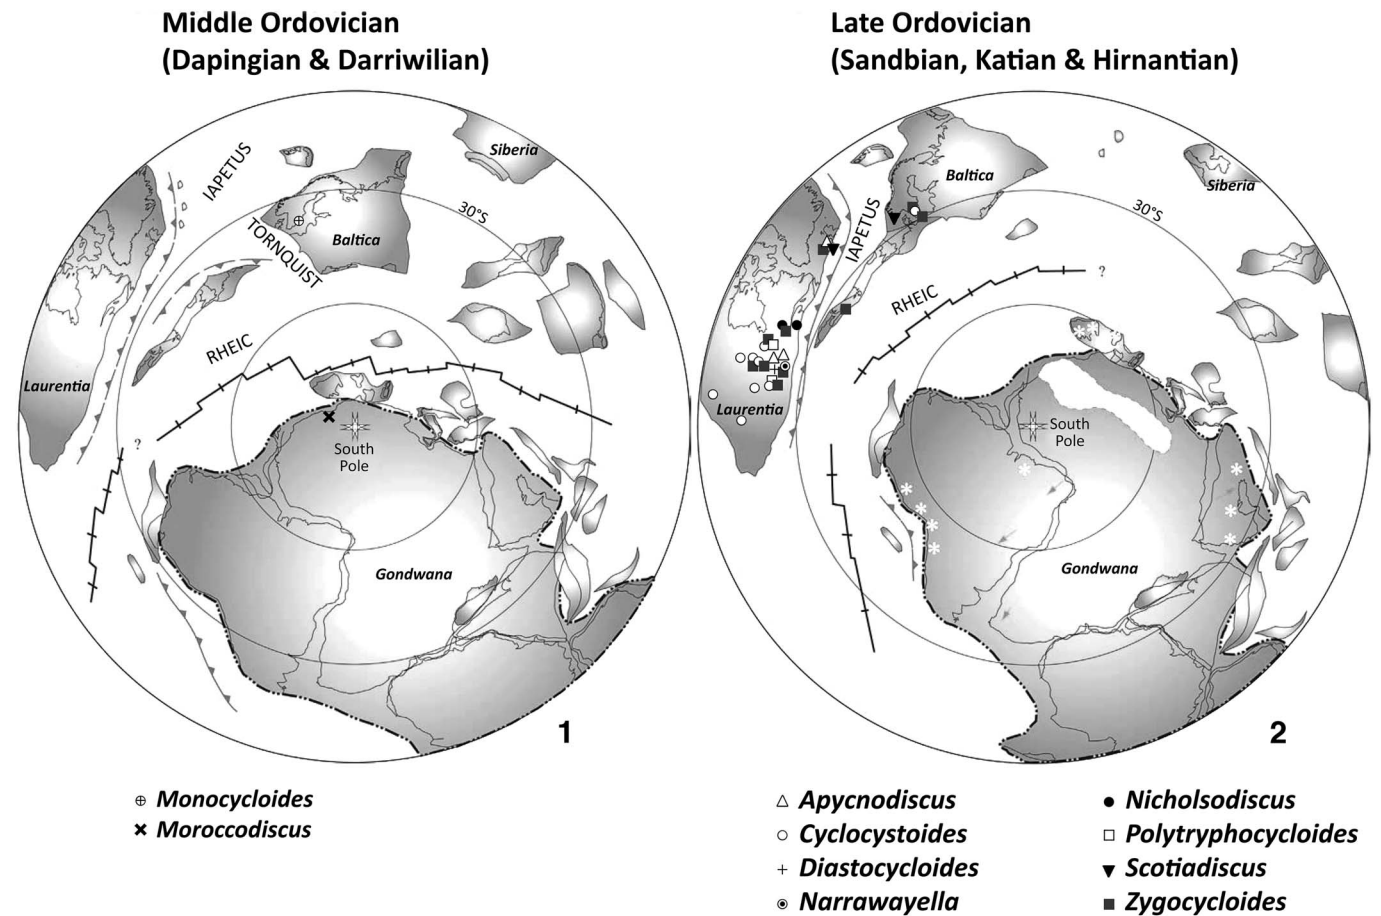 Middle Ordovician
(Dapingian & Darriwilian)
Late Ordovician
(Sandbian, Katian & Hirnantian)
IAPETUS
Siberia
30°S
Baltica
TORNQUIST
RHEIC
Laurentia
?
South
Pole
Gondwana
1
Baltica
Siberia
30°S
IAPETUS
RHEIC
?
Laurentia
South
Pole
Gondwana
2
Monocycloides
Moroccodiscus
Apycnodiscus
Cyclocystoides
Diastocycloides
Narrawayella
Nicholsodiscus
Polytryphocycloides
Scotiadiscus
Zygocycloides